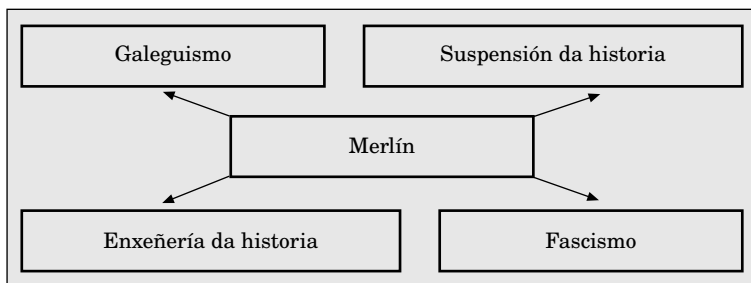 Galeguismo
Suspensión da historia
Merlín
Enxeñería da historia
Fascismo